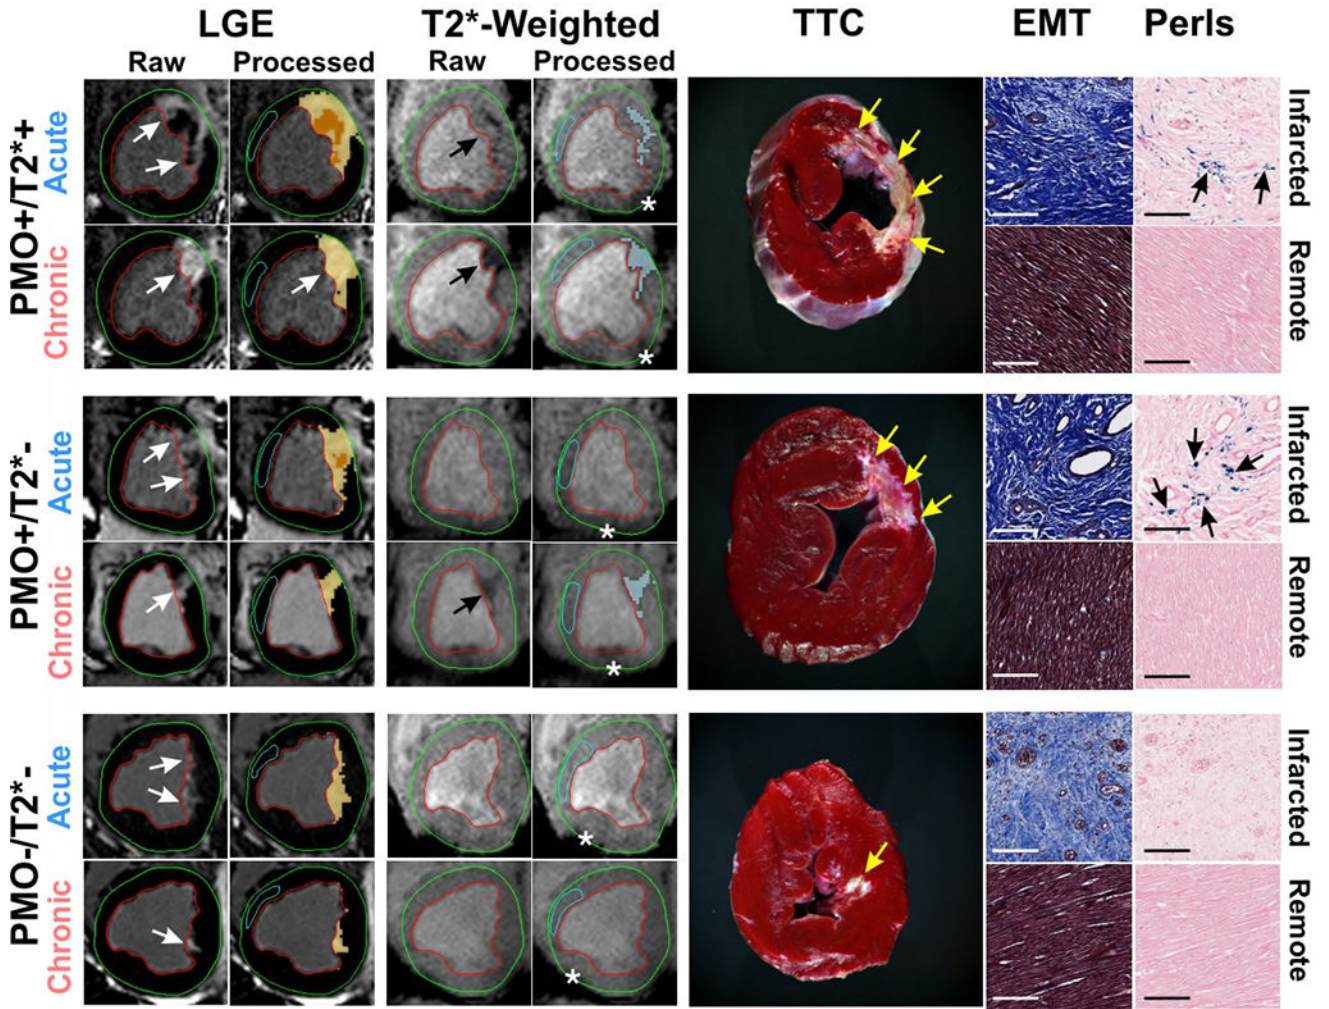 LGE T2*-Weighted TTC EMT Perls
Raw Processed Raw Processed
PMO+/T2*+
Acute
Chronic
*
*
Infarcted
Remote
PMO+/T2*-
Acute
Chronic
*
*
Infarcted
Remote
PMO-/T2*-
Acute
Chronic
*
*
Infarcted
Remote